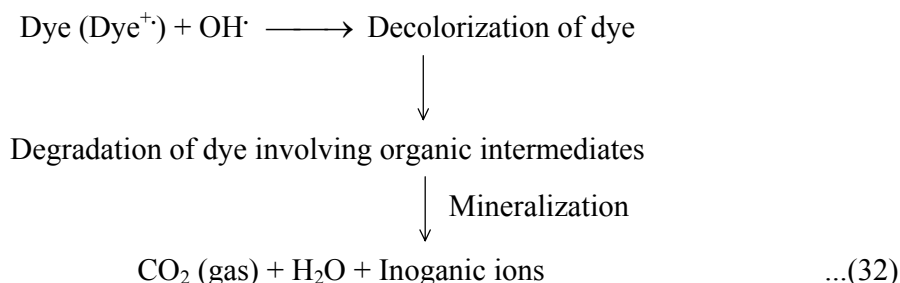 Dye (Dye⁺˙) + OH˙ ⟶ Decolorization of dye
Degradation of dye involving organic intermediates
Mineralization
CO₂ (gas) + H₂O + Inoganic ions ...(32)